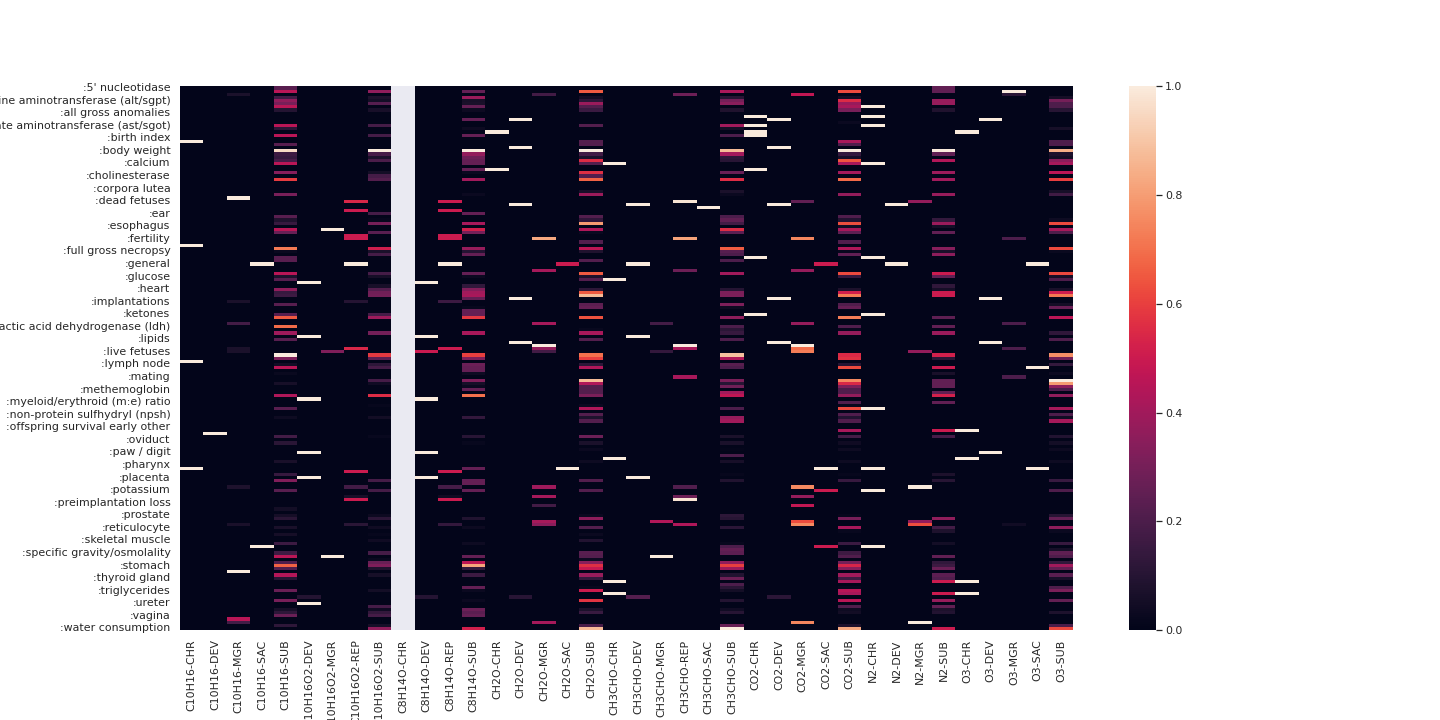 :5' nucleotidase
ine aminotransferase (alt/sgpt)
:all gross anomalies
ate aminotransferase (ast/sgot)
:birth index
:body weight
:calcium
:cholinesterase
:corpora lutea
:dead fetuses
:ear
:esophagus
:fertility
:full gross necropsy
:general
:glucose
:heart
:implantations
:ketones
actic acid dehydrogenase (ldh)
:lipids
:live fetuses
:lymph node
:mating
:methemoglobin
:myeloid/erythroid (m:e) ratio
:non-protein sulfhydryl (npsh)
:offspring survival early other
:oviduct
:paw / digit
:pharynx
:placenta
:potassium
:preimplantation loss
:prostate
:reticulocyte
:skeletal muscle
:specific gravity/osmolality
:stomach
:thyroid gland
:triglycerides
:ureter
:vagina
:water consumption
C10H16-CHR
C10H16-DEV
C10H16-MGR
C10H16-SAC
C10H16-SUB
10H16O2-DEV
10H16O2-MGR
C10H16O2-REP
10H16O2-SUB
C8H14O-CHR
C8H14O-DEV
C8H14O-REP
C8H14O-SUB
CH2O-CHR
CH2O-DEV
CH2O-MGR
CH2O-SAC
CH2O-SUB
CH3CHO-CHR
CH3CHO-DEV
CH3CHO-MGR
CH3CHO-REP
CH3CHO-SAC
CH3CHO-SUB
CO2-CHR
CO2-DEV
CO2-MGR
CO2-SAC
CO2-SUB
N2-CHR
N2-DEV
N2-MGR
N2-SUB
O3-CHR
O3-DEV
O3-MGR
O3-SAC
O3-SUB
1.0
0.8
0.6
0.4
0.2
0.0